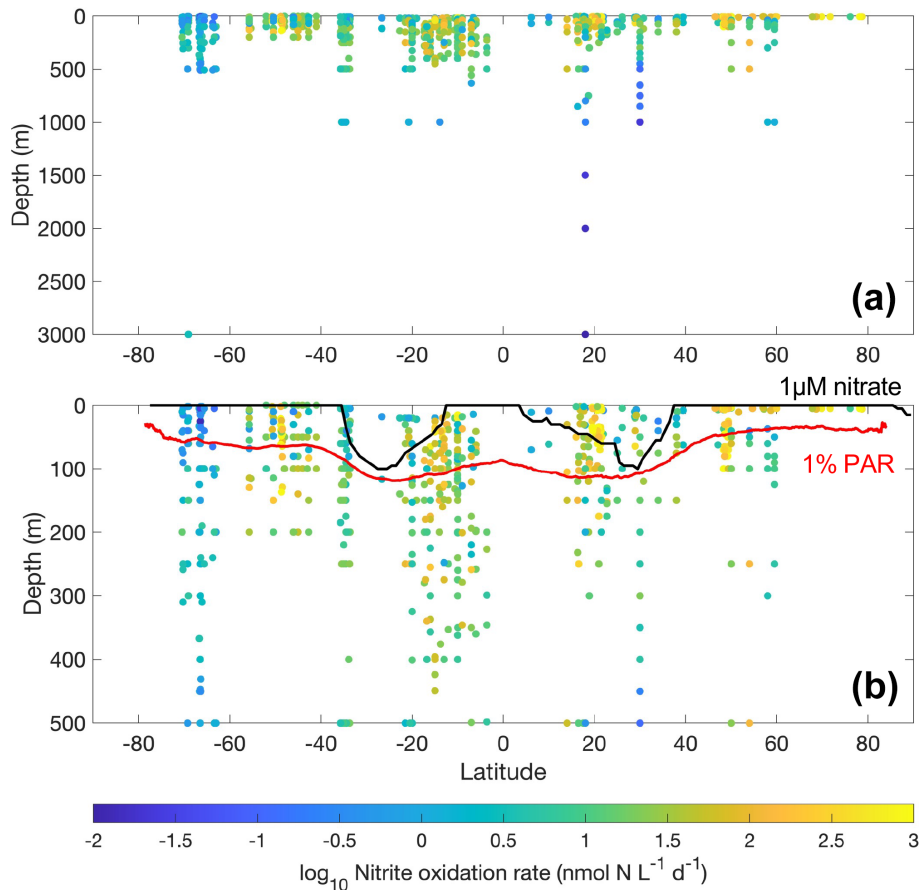 0
500
1000
1500
2000
2500
3000
Depth (m)
(a)
-80 -60 -40 -20 0 20 40 60 80
1µM nitrate
0
100
200
300
400
500
Depth (m)
1% PAR
(b)
-80 -60 -40 -20 0 20 40 60 80
Latitude
-2 -1.5 -1 -0.5 0 0.5 1 1.5 2 2.5 3
log10 Nitrite oxidation rate (nmol N L-1 d-1)